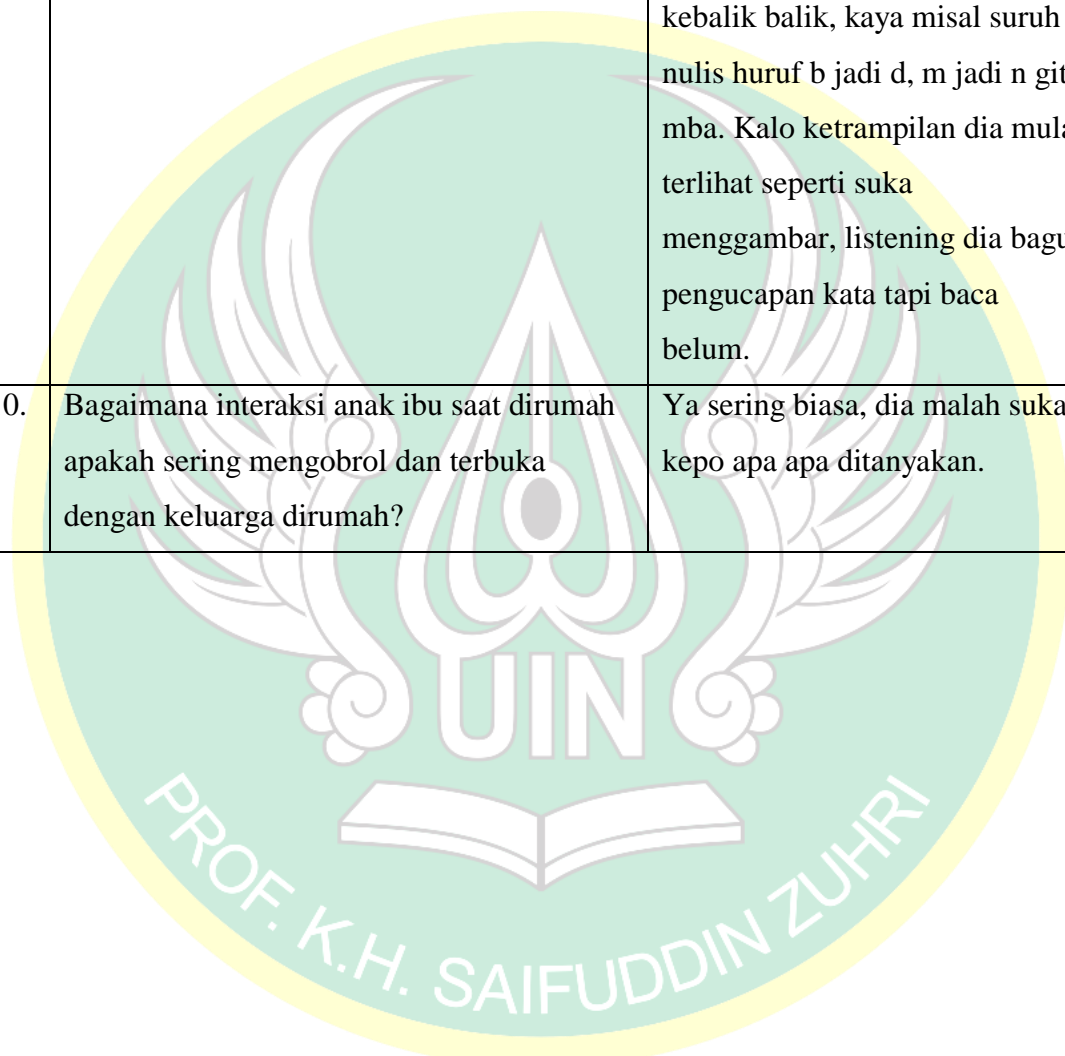 kebalik balik, kaya misal suruh
nulis huruf b jadi d, m jadi n git
mba. Kalo ketrampilan dia mula
terlihat seperti suka
menggambar, listening dia bagu
pengucapan kata tapi baca
belum.
0. Bagaimana interaksi anak ibu saat dirumah
apakah sering mengobrol dan terbuka
dengan keluarga dirumah?
Ya sering biasa, dia malah suka
kepo apa apa ditanyakan.
UIN
PROF. K.H. SAIFUDDIN ZUHRI